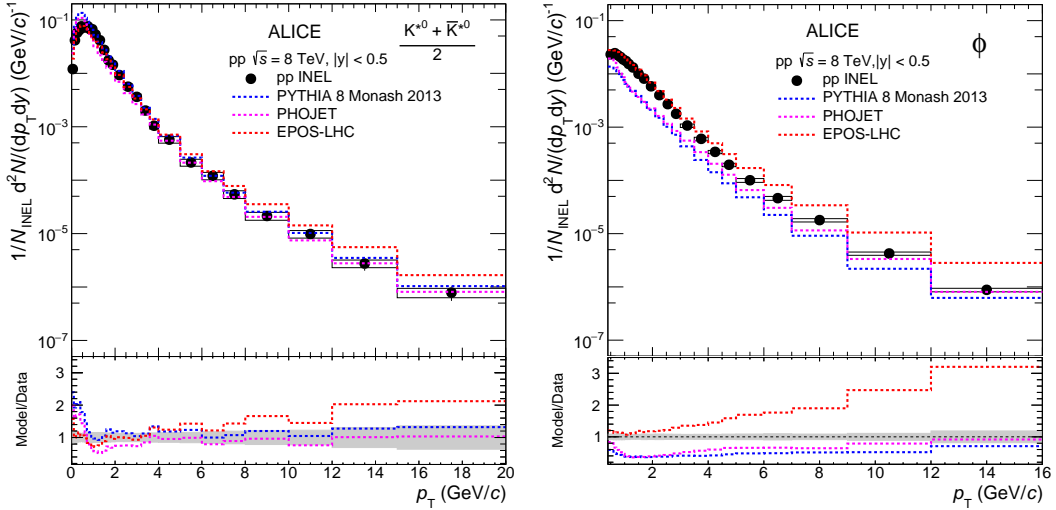 1/N_INEL d²N/(dp_Tdy) (GeV/c)⁻¹
10⁻¹
10⁻³
10⁻⁵
10⁻⁷
ALICE
K*⁰ + K̅*⁰
2
pp √s = 8 TeV, |y| < 0.5
pp INEL
PYTHIA 8 Monash 2013
PHOJET
EPOS-LHC
Model/Data
3
2
1
0 2 4 6 8 10 12 14 16 18 20
p_T (GeV/c)
1/N_INEL d²N/(dp_Tdy) (GeV/c)⁻¹
10⁻¹
10⁻³
10⁻⁵
10⁻⁷
ALICE
ϕ
pp √s = 8 TeV, |y| < 0.5
pp INEL
PYTHIA 8 Monash 2013
PHOJET
EPOS-LHC
Model/Data
3
2
1
2 4 6 8 10 12 14 16
p_T (GeV/c)